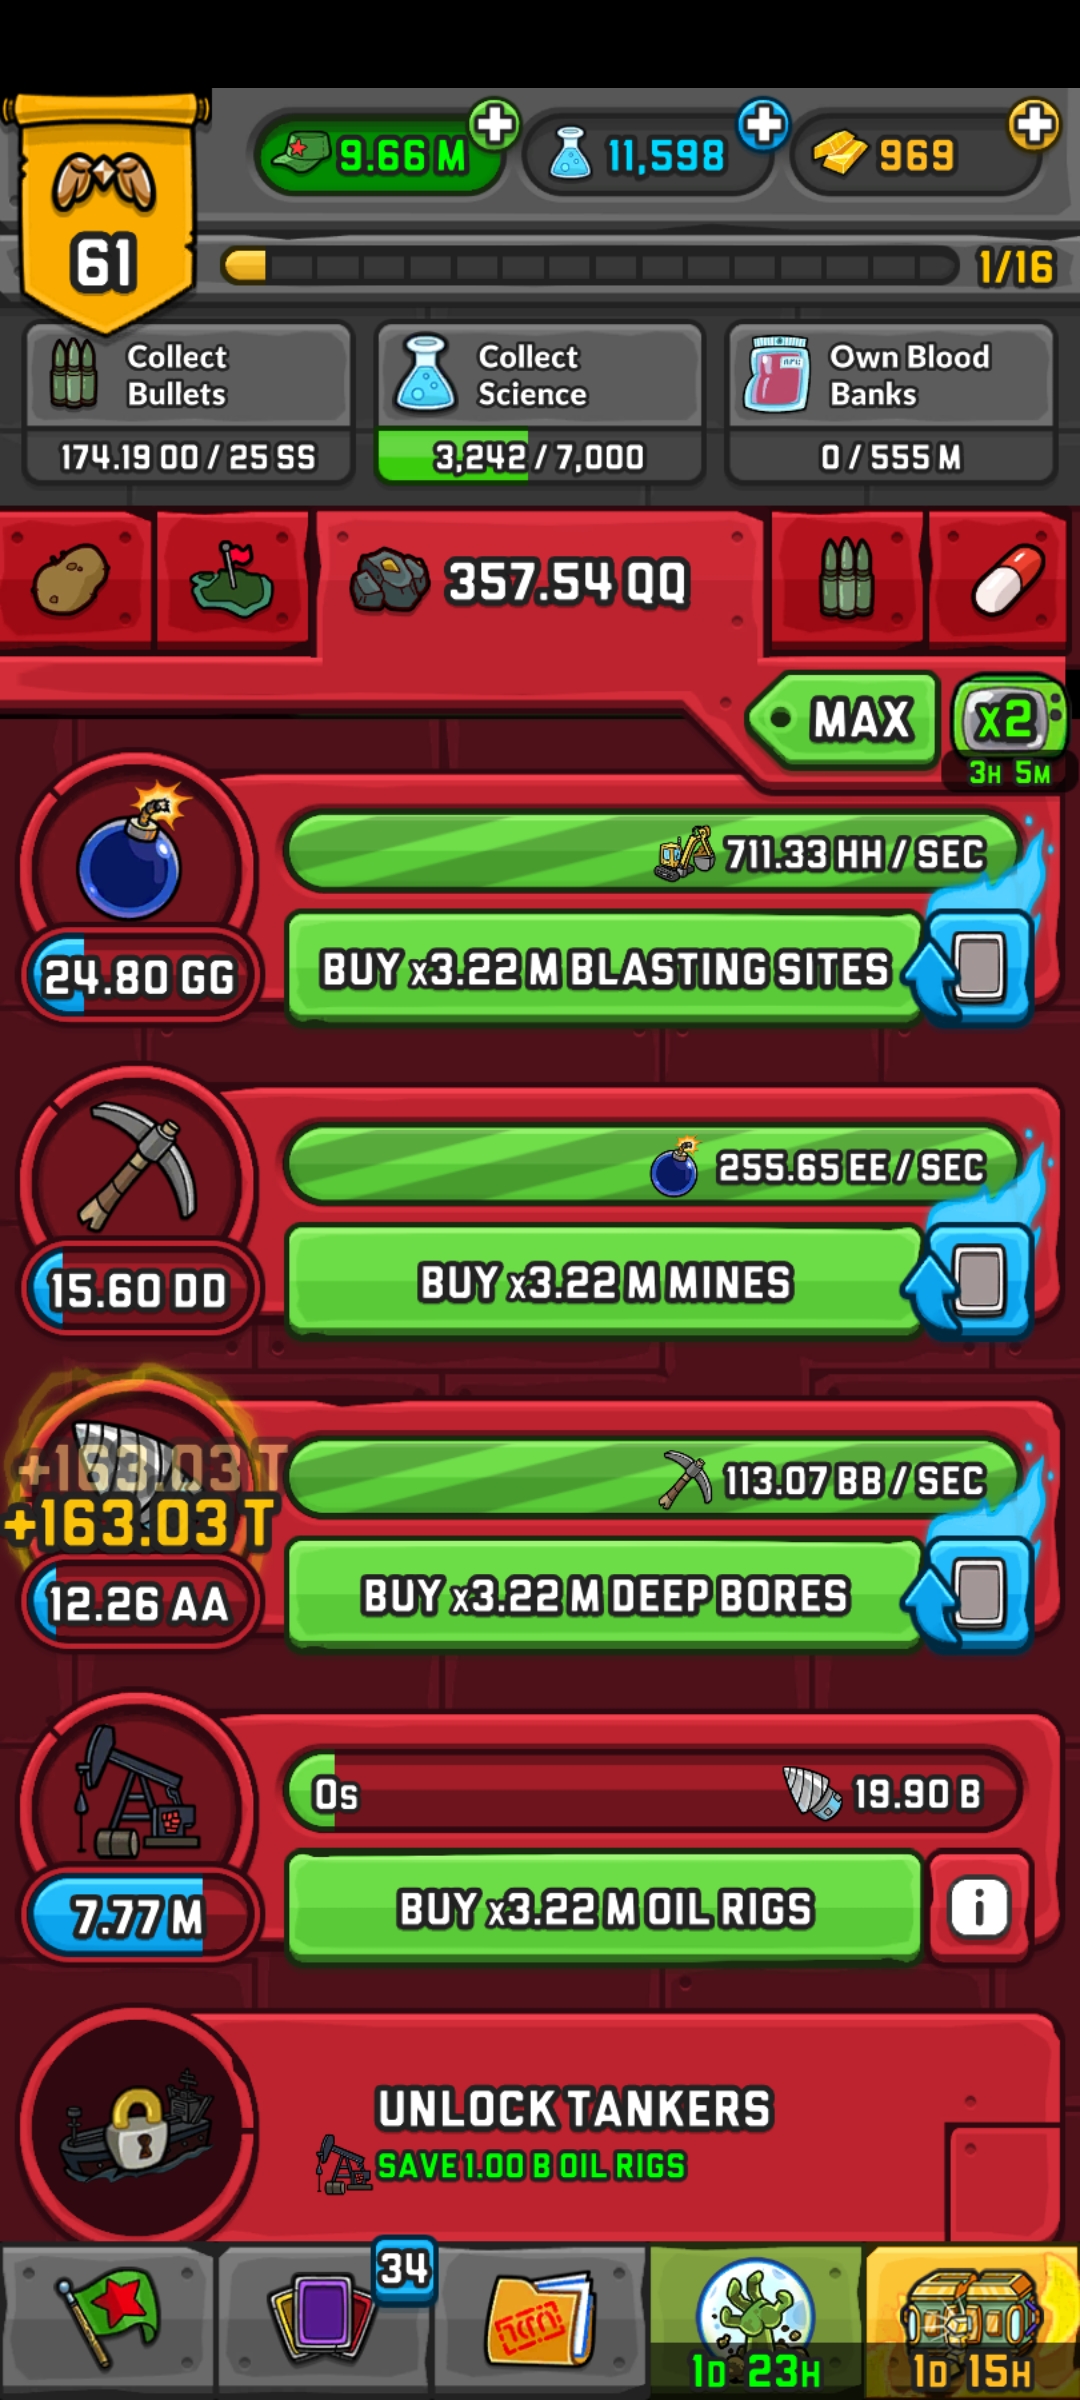 9.66 M
11,598
969
61
1/16
Collect
Bullets
Collect
Science
Own Blood
Banks
174.19 OO / 25 SS
3,242 / 7,000
0 / 555 M
357.54 QQ
MAX
x2
3H 5M
711.33 HH / SEC
24.80 GG
BUY x3.22 M BLASTING SITES
255.65 EE / SEC
15.60 DD
BUY x3.22 M MINES
+163.03 T
+163.03 T
113.07 BB / SEC
12.26 AA
BUY x3.22 M DEEP BORES
0s
19.90 B
7.77 M
BUY x3.22 M OIL RIGS
i
UNLOCK TANKERS
SAVE 1.00 B OIL RIGS
34
1D 23H
1D 15H